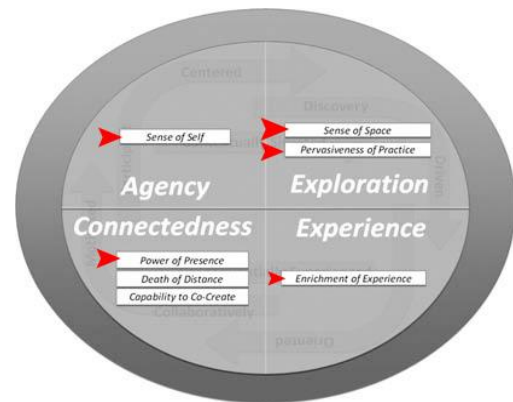 Centered
Discovery
Sense of Self
Sense of Space
Pervasiveness of Practice
Driven
Agency
Exploration
Connectedness
Experience
Power of Presence
Death of Distance
Enrichment of Experience
Capability to Co-Create
Collaboratively
Oriented